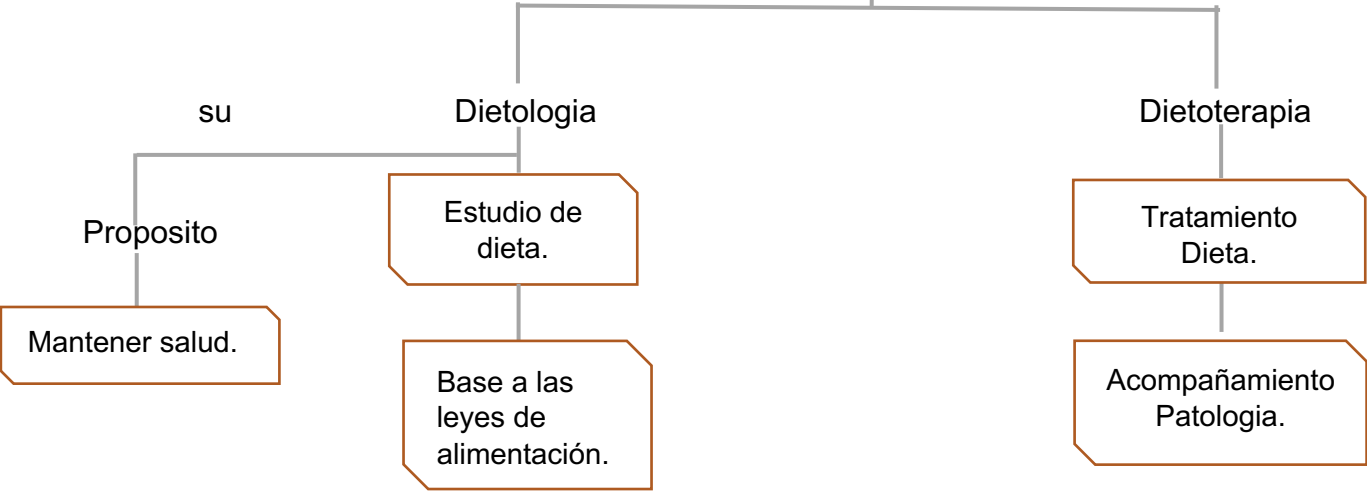 su
Dietologia
Dietoterapia
Proposito
Estudio de
dieta.
Tratamiento
Dieta.
Mantener salud.
Base a las
leyes de
alimentación.
Acompañamiento
Patologia.